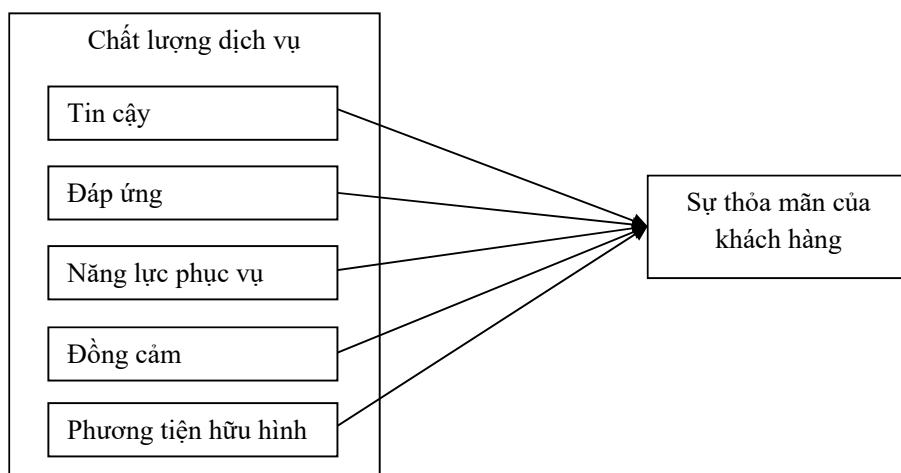 Chất lượng dịch vụ
Tin cậy
Đáp ứng
Năng lực phục vụ
Đồng cảm
Phương tiện hữu hình
Sự thỏa mãn của
khách hàng